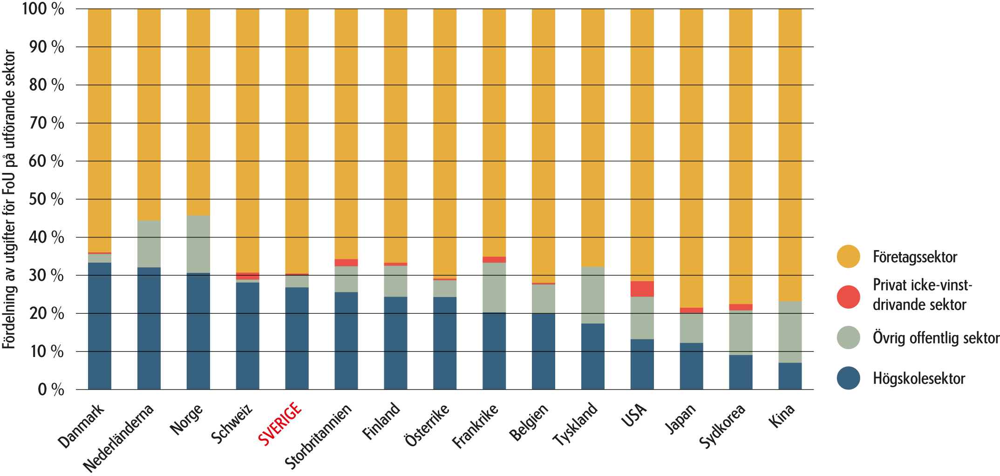 Fördelning av utgifter för FoU på utförande sektor
100 %
90 %
80 %
70 %
60 %
50 %
40 %
30 %
20 %
10 %
0 %
Danmark
Nederländerna
Norge
Schweiz
SVERIGE
Storbritannien
Finland
Österrike
Frankrike
Belgien
Tyskland
USA
Japan
Sydkorea
Kina
Företagssektor
Privat icke-vinst-
drivande sektor
Övrig offentlig sektor
Högskolesektor